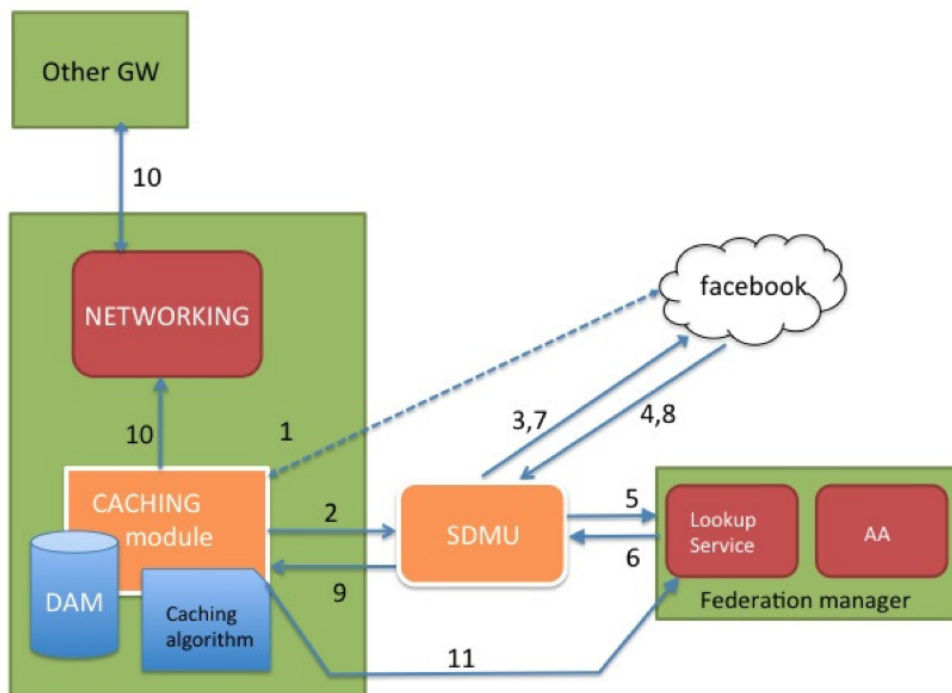 Other GW
10
NETWORKING
facebook
10
1
3,7
4,8
CACHING
module
2
SDMU
5
6
Lookup
Service
AA
DAM
9
Caching
algorithm
Federation manager
11